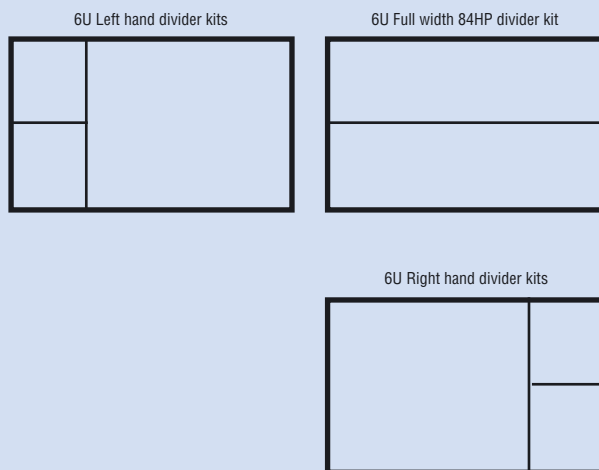 6U Left hand divider kits
6U Full width 84HP divider kit
6U Right hand divider kits